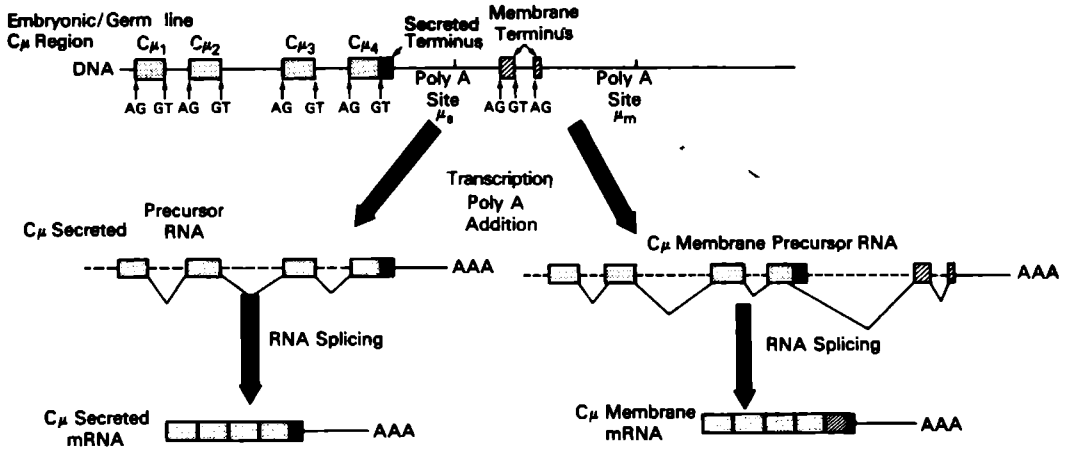 Embryonic/Germ line
Cμ Region
Cμ1
Cμ2
Cμ3
Cμ4
Secreted
Terminus
Membrane
Terminus
DNA
AG GT AG GT AG GT AG GT
Poly A
Site
μs
AG GT AG
Poly A
Site
μm
Transcription
Poly A
Addition
Cμ Secreted
Precursor
RNA
AAA
Cμ Membrane Precursor RNA
AAA
RNA Splicing
RNA Splicing
Cμ Secreted
mRNA
AAA
Cμ Membrane
mRNA
AAA